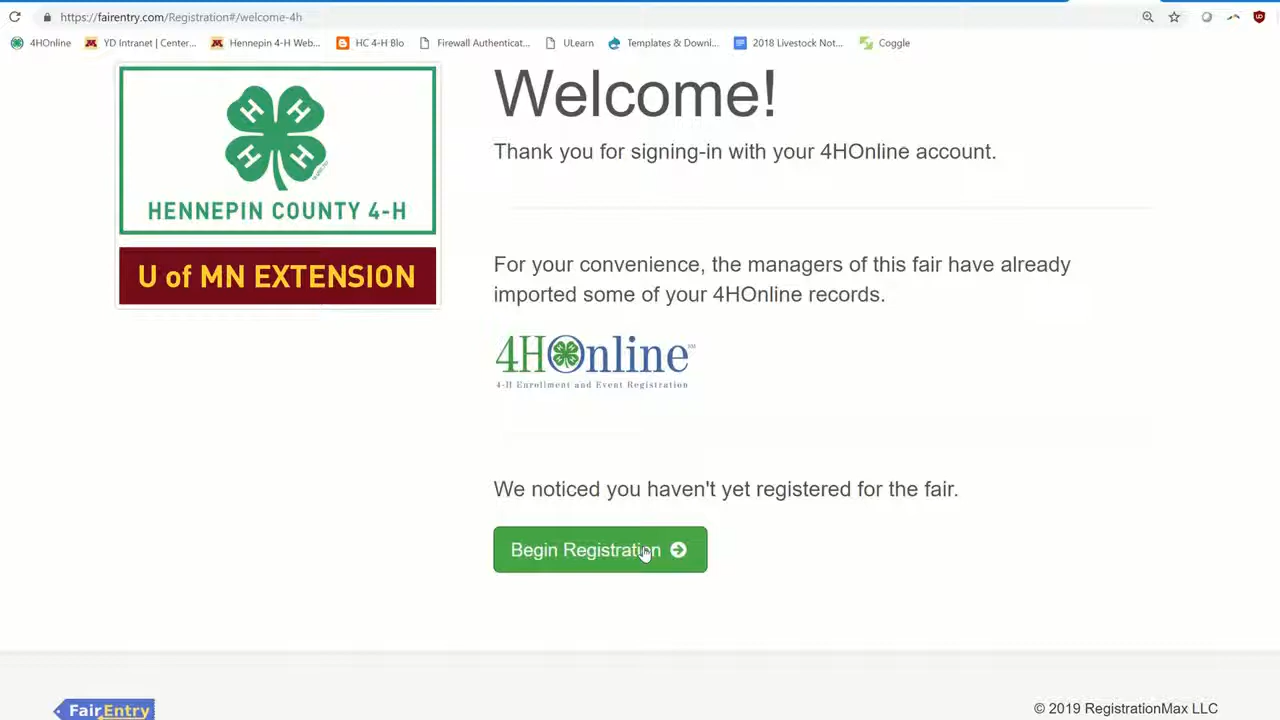 https://fairentry.com/Registration#/welcome-4h
4HOnline
YD Intranet | Center...
Hennepin 4-H Web...
HC 4-H Blo
Firewall Authenticat...
ULearn
Templates & Downl...
2018 Livestock Not...
Coggle
H H
H H
HENNEPIN COUNTY 4-H
U of MN EXTENSION
Welcome!
Thank you for signing-in with your 4HOnline account.
For your convenience, the managers of this fair have already
imported some of your 4HOnline records.
4HOnline
4-H Enrollment and Event Registration
We noticed you haven't yet registered for the fair.
Begin Registration
FairEntry
© 2019 RegistrationMax LLC